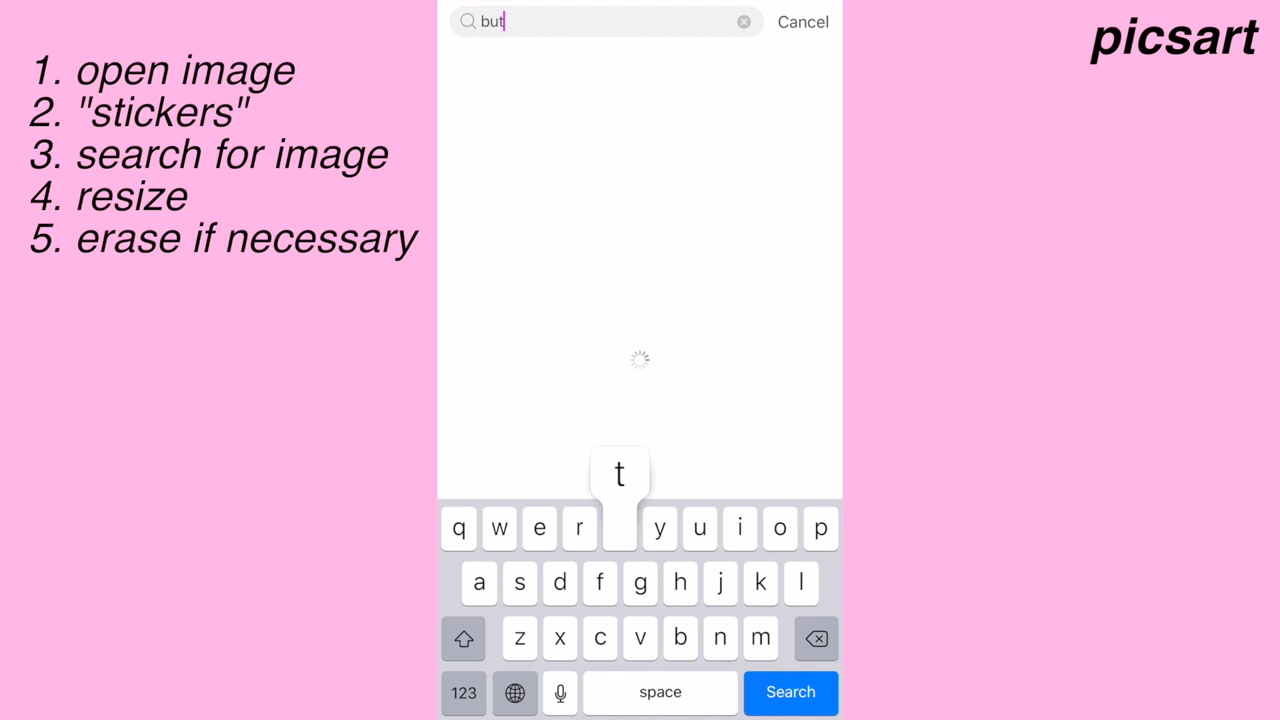 1. open image
2. "stickers"
3. search for image
4. resize
5. erase if necessary
picsart
but
Cancel
t
q w e r y u i o p
a s d f g h j k l
z x c v b n m
123 space Search